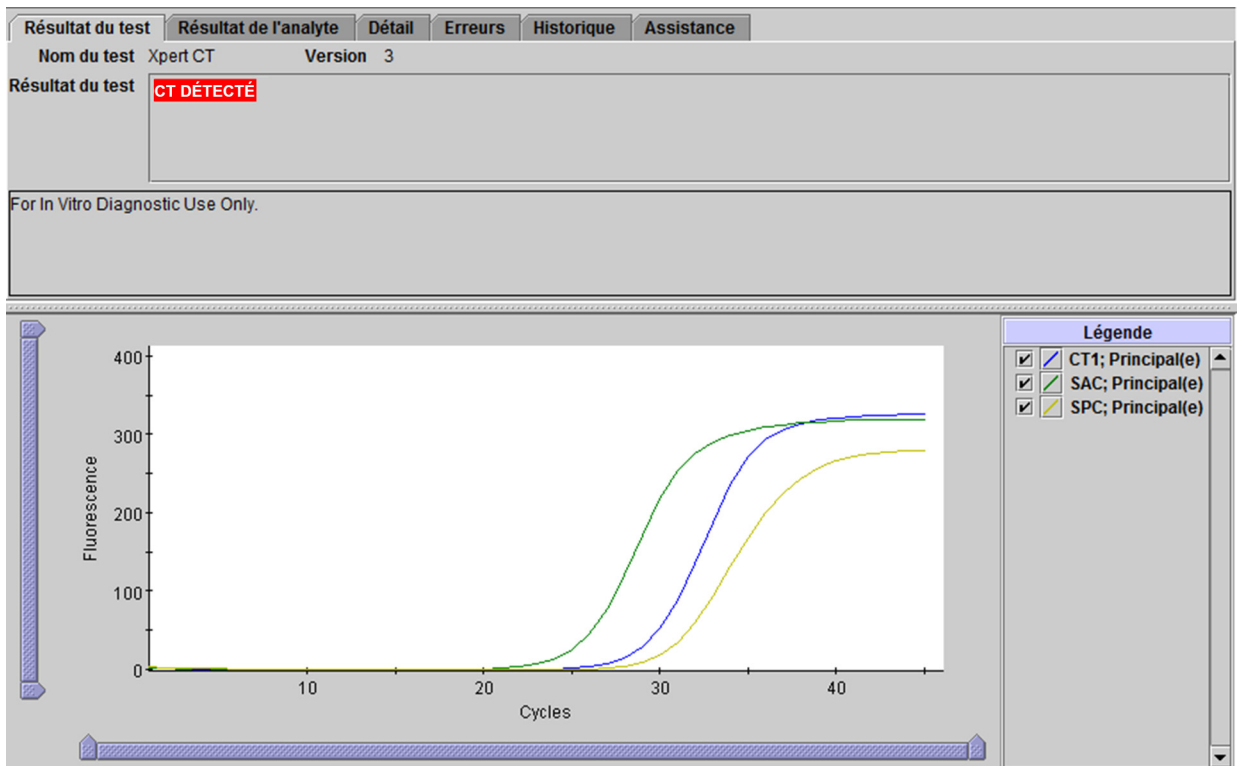 Résultat du test Résultat de l'analyte Détail Erreurs Historique Assistance
Nom du test Xpert CT Version 3
Résultat du test CT DÉTECTÉ
For In Vitro Diagnostic Use Only.
Légende
CT1; Principal(e)
SAC; Principal(e)
SPC; Principal(e)
400
300
200
100
0
Fluorescence
10 20 30 40
Cycles